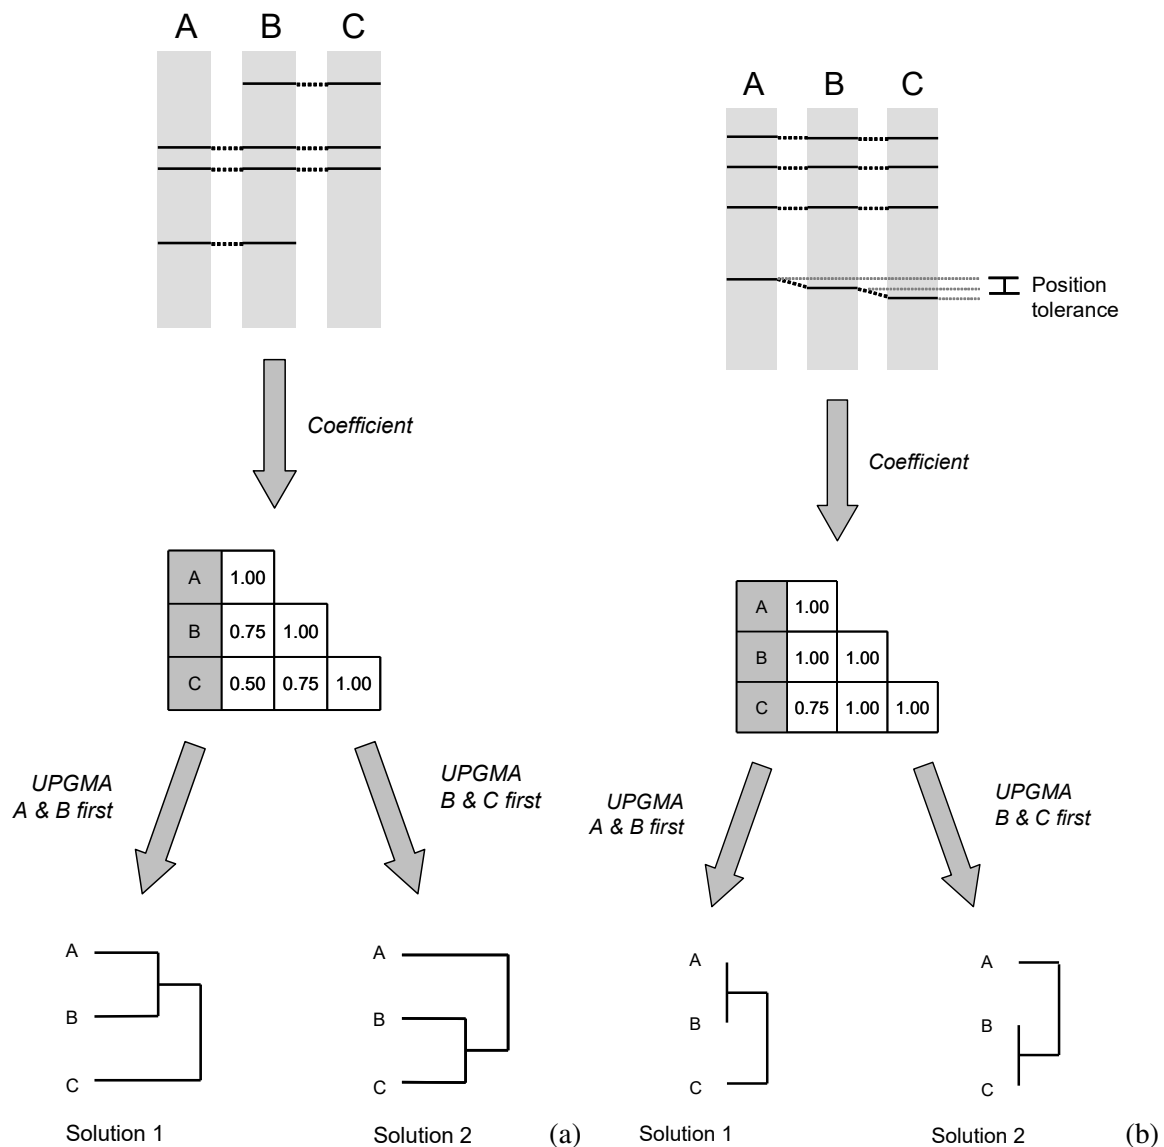 A B C
Coefficient
A 1.00
B 0.75 1.00
C 0.50 0.75 1.00
UPGMA
A & B first
UPGMA
B & C first
A
B
C
Solution 1
A
B
C
Solution 2
(a)
A B C
Position
tolerance
Coefficient
A 1.00
B 1.00 1.00
C 0.75 1.00 1.00
UPGMA
A & B first
UPGMA
B & C first
A
B
C
Solution 1
A
B
C
Solution 2
(b)